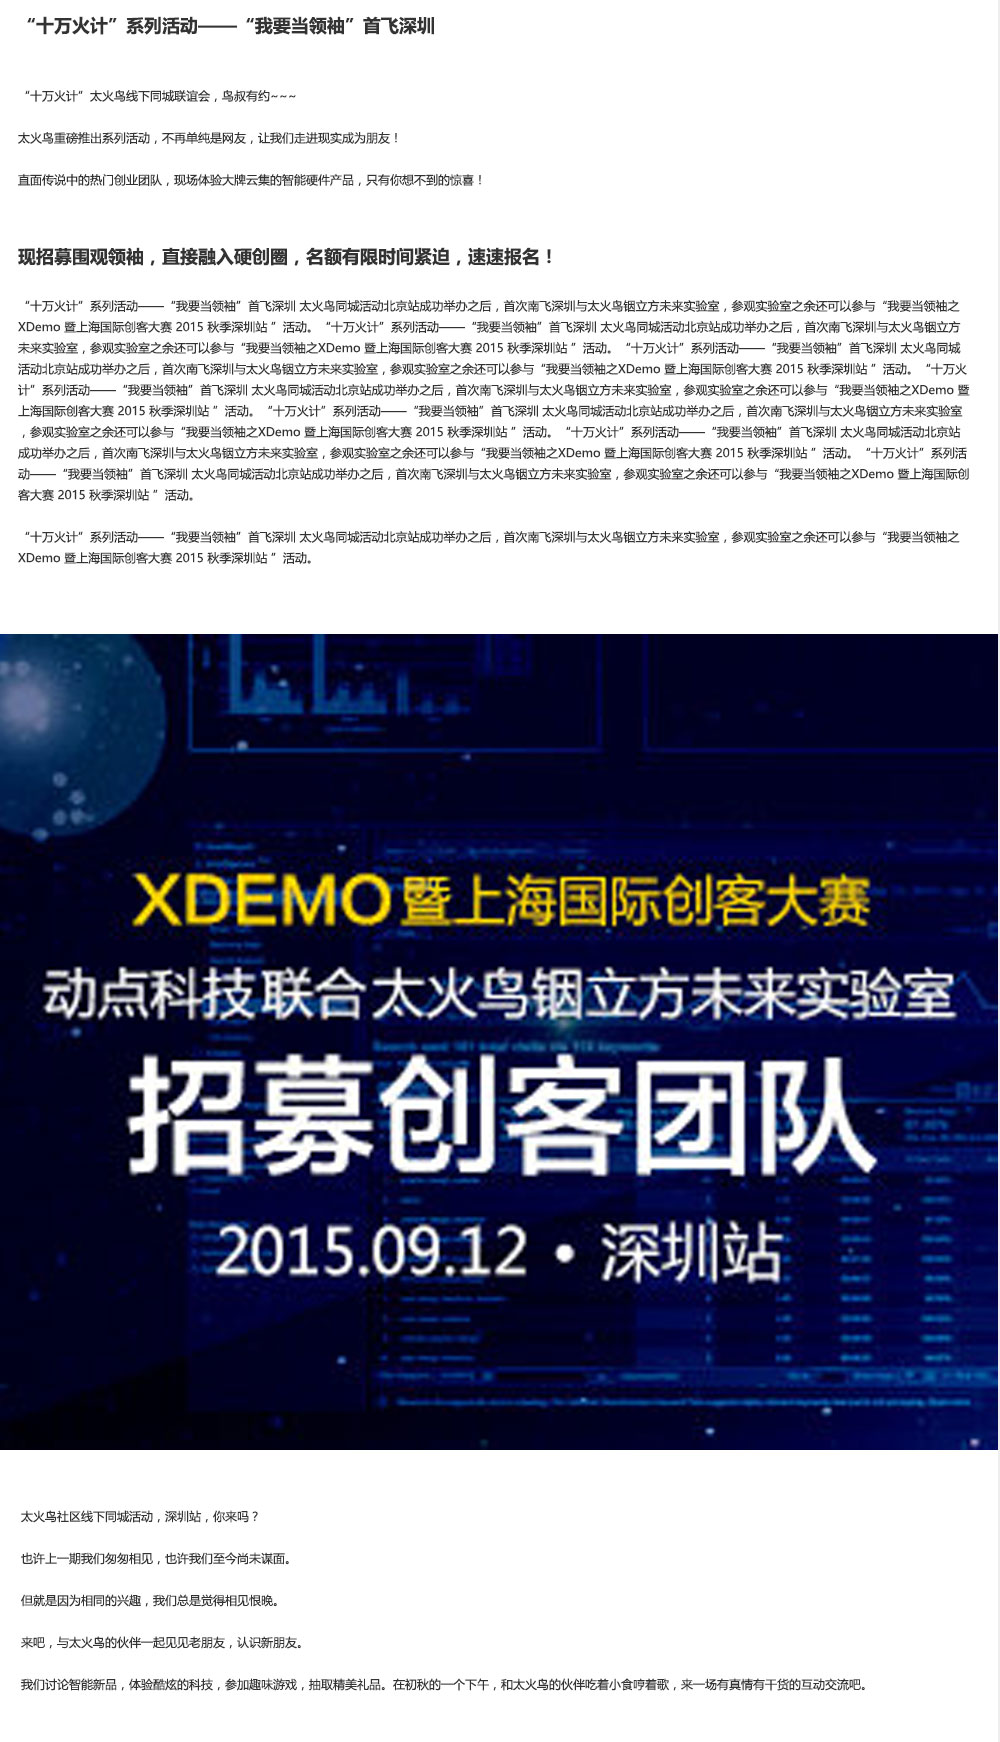 “十万火计”系列活动——“我要当领袖”首飞深圳
“十万火计”太火鸟线下同城联谊会，鸟叔有约~~~
太火鸟重磅推出系列活动，不再单纯是网友，让我们走进现实成为朋友！
直面传说中的热门创业团队，现场体验大牌云集的智能硬件产品，只有你想不到的惊喜！
现招募围观领袖，直接融入硬创圈，名额有限时间紧迫，速速报名！
“十万火计”系列活动——“我要当领袖”首飞深圳 太火鸟同城活动北京站成功举办之后，首次南飞深圳与太火鸟铟立方未来实验室，参观实验室之余还可以参与“我要当领袖之
XDemo 暨上海国际创客大赛 2015 秋季深圳站 ”活动。“十万火计”系列活动——“我要当领袖”首飞深圳 太火鸟同城活动北京站成功举办之后，首次南飞深圳与太火鸟铟立方
未来实验室，参观实验室之余还可以参与“我要当领袖之XDemo 暨上海国际创客大赛 2015 秋季深圳站 ”活动。“十万火计”系列活动——“我要当领袖”首飞深圳 太火鸟同城
活动北京站成功举办之后，首次南飞深圳与太火鸟铟立方未来实验室，参观实验室之余还可以参与“我要当领袖之XDemo 暨上海国际创客大赛 2015 秋季深圳站 ”活动。“十万火
计”系列活动——“我要当领袖”首飞深圳 太火鸟同城活动北京站成功举办之后，首次南飞深圳与太火鸟铟立方未来实验室，参观实验室之余还可以参与“我要当领袖之XDemo 暨
上海国际创客大赛 2015 秋季深圳站 ”活动。“十万火计”系列活动——“我要当领袖”首飞深圳 太火鸟同城活动北京站成功举办之后，首次南飞深圳与太火鸟铟立方未来实验室
，参观实验室之余还可以参与“我要当领袖之XDemo 暨上海国际创客大赛 2015 秋季深圳站 ”活动。“十万火计”系列活动——“我要当领袖”首飞深圳 太火鸟同城活动北京站
成功举办之后，首次南飞深圳与太火鸟铟立方未来实验室，参观实验室之余还可以参与“我要当领袖之XDemo 暨上海国际创客大赛 2015 秋季深圳站 ”活动。“十万火计”系列活
动——“我要当领袖”首飞深圳 太火鸟同城活动北京站成功举办之后，首次南飞深圳与太火鸟铟立方未来实验室，参观实验室之余还可以参与“我要当领袖之XDemo 暨上海国际创
客大赛 2015 秋季深圳站 ”活动。
“十万火计”系列活动——“我要当领袖”首飞深圳 太火鸟同城活动北京站成功举办之后，首次南飞深圳与太火鸟铟立方未来实验室，参观实验室之余还可以参与“我要当领袖之
XDemo 暨上海国际创客大赛 2015 秋季深圳站 ”活动。
XDEMO暨上海国际创客大赛
动点科技联合太火鸟铟立方未来实验室
招募创客团队
2015.09.12·深圳站
太火鸟社区线下同城活动，深圳站，你来吗？
也许上一期我们匆匆相见，也许我们至今尚未谋面。
但就是因为相同的兴趣，我们总是觉得相见恨晚。
来吧，与太火鸟的伙伴一起见见老朋友，认识新朋友。
我们讨论智能新品，体验酷炫的科技，参加趣味游戏，抽取精美礼品。在初秋的一个下午，和太火鸟的伙伴吃着小食哼着歌，来一场有真情有干货的互动交流吧。